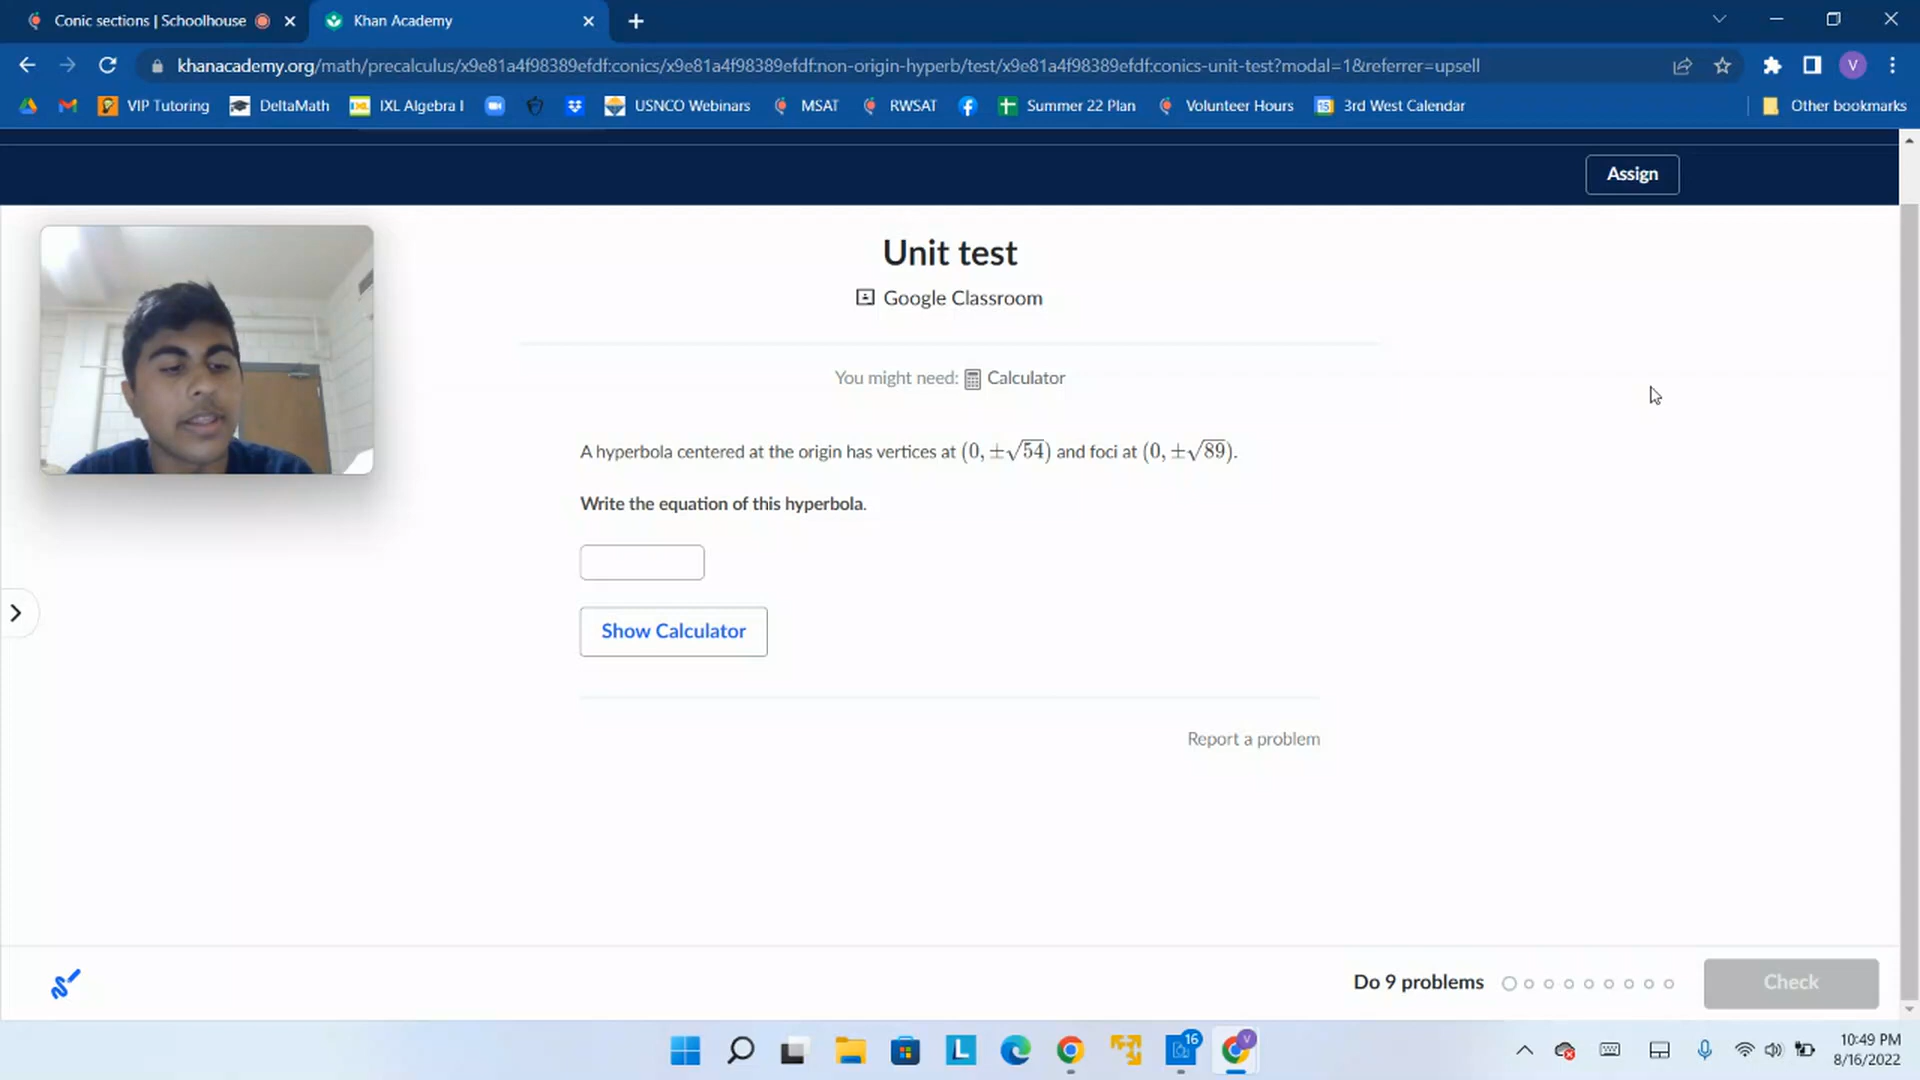 Conic sections | Schoolhouse
Khan Academy
khanacademy.org/math/precalculus/x9e81a4f98389efdf:conics/x9e81a4f98389efdf:non-origin-hyperb/test/x9e81a4f98389efdf:conics-unit-test?modal=1&referrer=upsell
V
VIP Tutoring DeltaMath IXL IXL Algebra I USNCO Webinars MSAT RWSAT Summer 22 Plan Volunteer Hours 15 3rd West Calendar Other bookmarks
Assign
Unit test
Google Classroom
You might need: Calculator
A hyperbola centered at the origin has vertices at (0, ±√54) and foci at (0, ±√89).
Write the equation of this hyperbola.
Show Calculator
Report a problem
Do 9 problems
Check
L
16
V
10:49 PM
8/16/2022